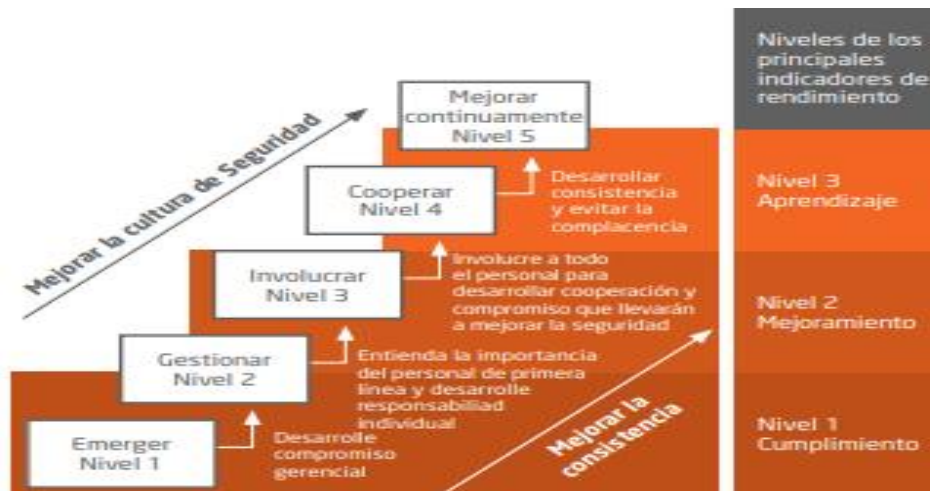 Niveles de los
principales
indicadores de
rendimiento
Mejorar
continuamente
Nivel 5
Mejorar la cultura de Seguridad
Cooperar
Nivel 4
Desarrollar
consistencia
y evitar la
complacencia
Nivel 3
Aprendizaje
Involucrar
Nivel 3
Involucre a todo
el personal para
desarrollar cooperación y
compromiso que llevarán
a mejorar la seguridad
Nivel 2
Mejoramiento
Gestionar
Nivel 2
Entienda la importancia
del personal de primera
línea y desarrolle
responsabiliad
individual
Mejorar la
consistencia
Emerger
Nivel 1
Desarrolle
compromiso
gerencial
Nivel 1
Cumplimiento